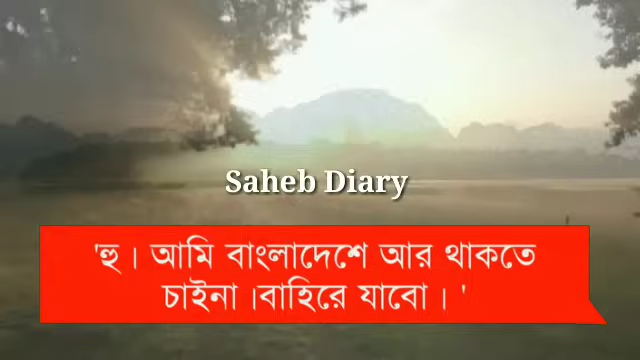 Saheb Diary
'হু । আমি বাংলাদেশে আর থাকতে
চাইনা ।বাহিরে যাবো । '